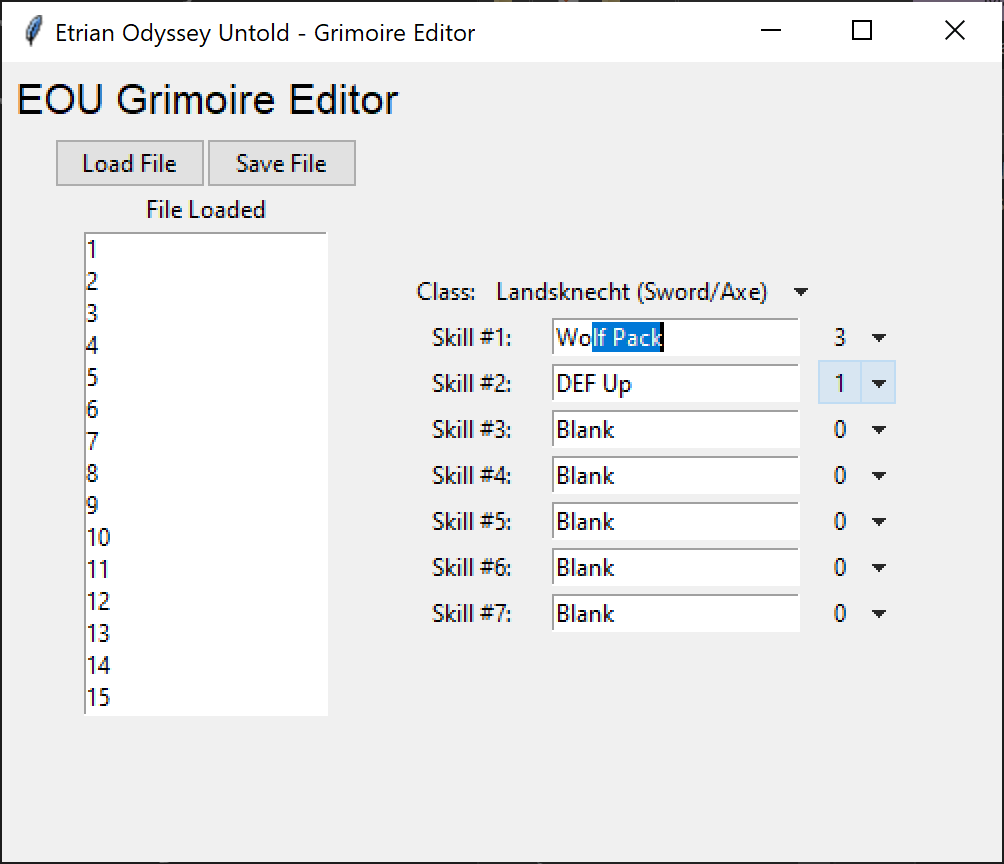 Etrian Odyssey Untold - Grimoire Editor
EOU Grimoire Editor
Load File Save File
File Loaded
1
2
3
4
5
6
7
8
9
10
11
12
13
14
15
Class: Landsknecht (Sword/Axe)
Skill #1: Wolf Pack 3
Skill #2: DEF Up 1
Skill #3: Blank 0
Skill #4: Blank 0
Skill #5: Blank 0
Skill #6: Blank 0
Skill #7: Blank 0